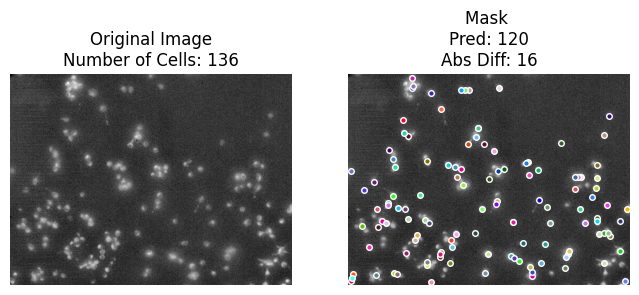 Original Image
Number of Cells: 136
Mask
Pred: 120
Abs Diff: 16